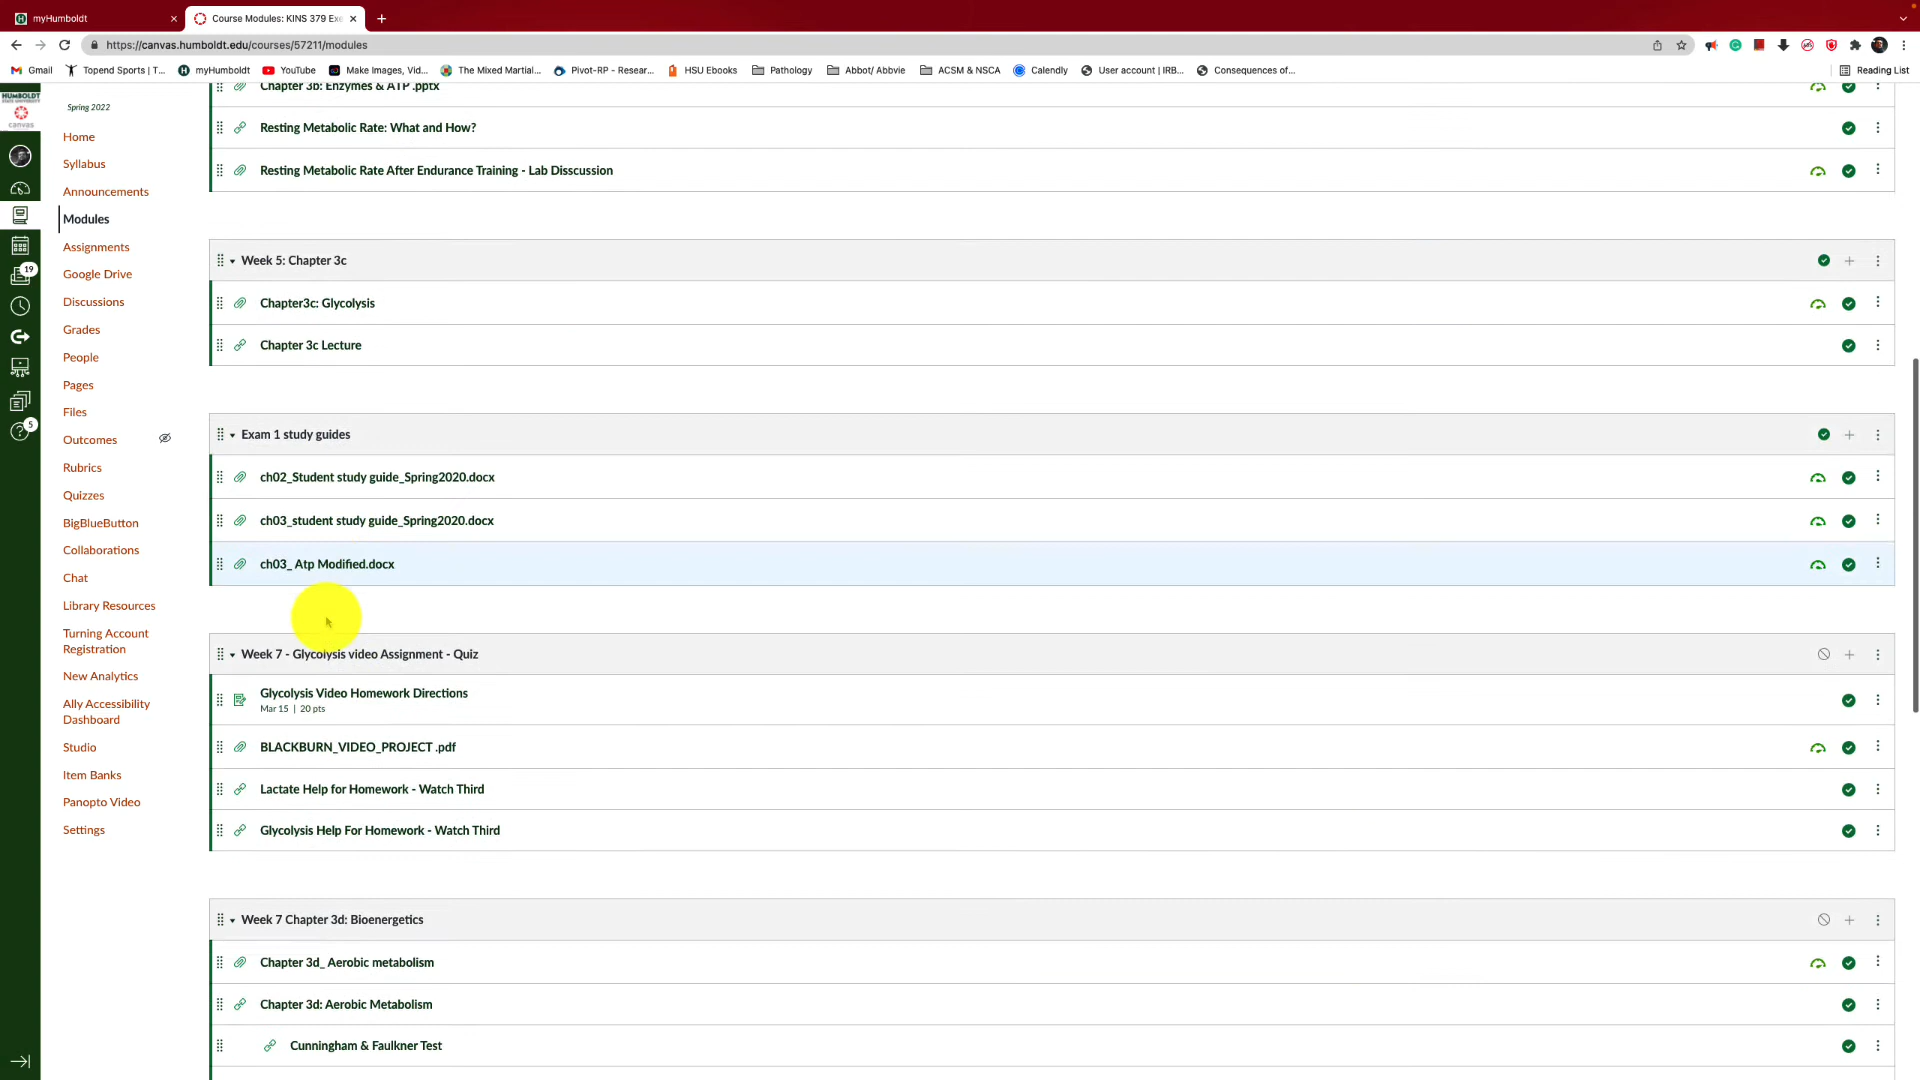 myHumboldt
Course Modules: KINS 379 Exe
https://canvas.humboldt.edu/courses/57211/modules
Gmail
Topend Sports | T...
myHumboldt
YouTube
Make Images, Vid...
The Mixed Martial...
Pivot-RP - Resear...
HSU Ebooks
Pathology
Abbot/ Abbvie
ACSM & NSCA
Calendly
User account | IRB...
Consequences of...
Reading List
HUMBOLDT
STATE UNIVERSITY
canvas
19
5
Spring 2022
Home
Syllabus
Announcements
Modules
Assignments
Google Drive
Discussions
Grades
People
Pages
Files
Outcomes
Rubrics
Quizzes
BigBlueButton
Collaborations
Chat
Library Resources
Turning Account
Registration
New Analytics
Ally Accessibility
Dashboard
Studio
Item Banks
Panopto Video
Settings
Chapter 3b: Enzymes & ATP .pptx
Resting Metabolic Rate: What and How?
Resting Metabolic Rate After Endurance Training - Lab Disscussion
Week 5: Chapter 3c
Chapter3c: Glycolysis
Chapter 3c Lecture
Exam 1 study guides
ch02_Student study guide_Spring2020.docx
ch03_student study guide_Spring2020.docx
ch03_ Atp Modified.docx
Week 7 - Glycolysis video Assignment - Quiz
Glycolysis Video Homework Directions
Mar 15 | 20 pts
BLACKBURN_VIDEO_PROJECT .pdf
Lactate Help for Homework - Watch Third
Glycolysis Help For Homework - Watch Third
Week 7 Chapter 3d: Bioenergetics
Chapter 3d_ Aerobic metabolism
Chapter 3d: Aerobic Metabolism
Cunningham & Faulkner Test